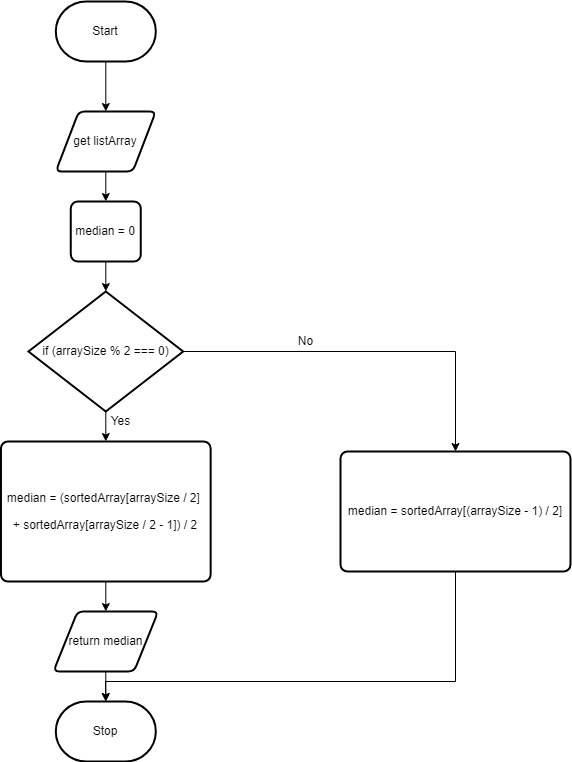 Start
get listArray
median = 0
if (arraySize % 2 === 0)
No
Yes
median = (sortedArray[arraySize / 2]
+ sortedArray[arraySize / 2 - 1]) / 2
median = sortedArray[(arraySize - 1) / 2]
return median
Stop